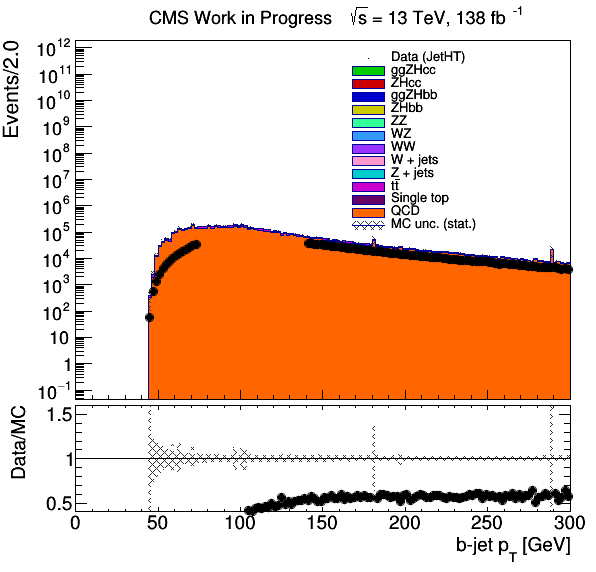 CMS Work in Progress √s = 13 TeV, 138 fb⁻¹
Events/2.0
10¹²
10¹¹
10¹⁰
10⁹
10⁸
10⁷
10⁶
10⁵
10⁴
10³
10²
10
1
10⁻¹
Data (JetHT)
ggZHcc
ZHcc
ggZHbb
ZHbb
ZZ
WZ
WW
W + jets
Z + jets
tt̄
Single top
QCD
MC unc. (stat.)
Data/MC
1.5
1
0.5
0 50 100 150 200 250 300
b-jet p_T [GeV]